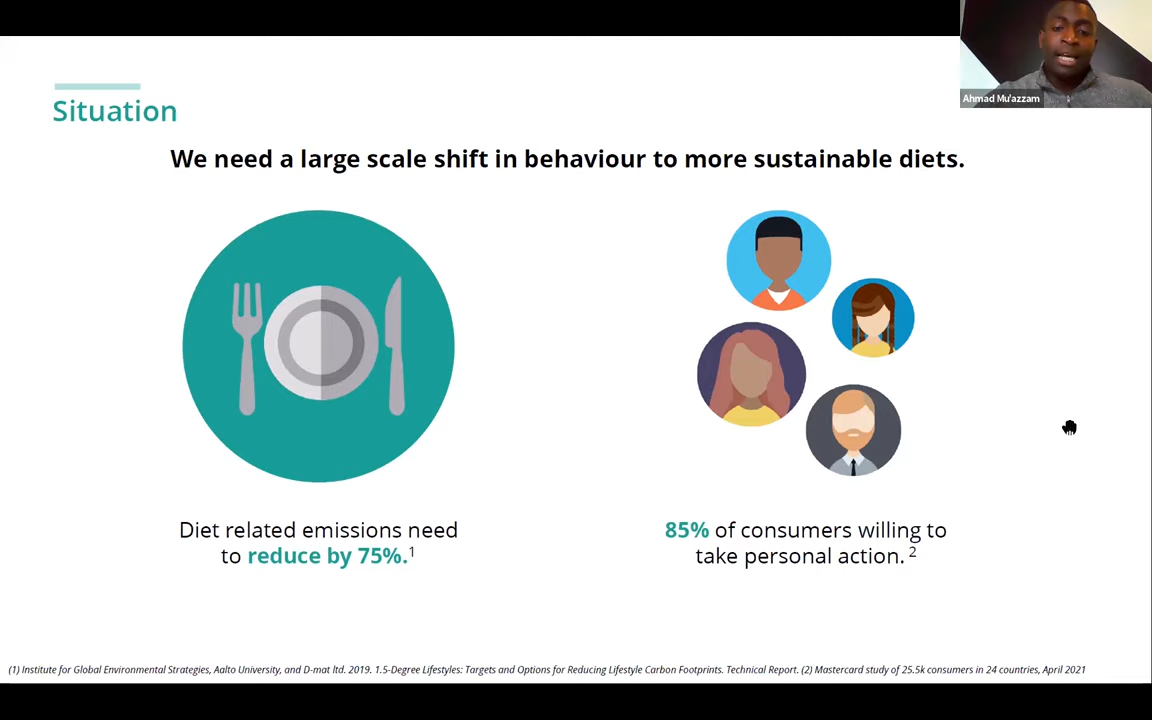 Ahmad Mu'azzam
Situation
We need a large scale shift in behaviour to more sustainable diets.
Diet related emissions need
to reduce by 75%.¹
85% of consumers willing to
take personal action. ²
(1) Institute for Global Environmental Strategies, Aalto University, and D-mat ltd. 2019. 1.5-Degree Lifestyles: Targets and Options for Reducing Lifestyle Carbon Footprints. Technical Report. (2) Mastercard study of 25.5k consumers in 24 countries, April 2021